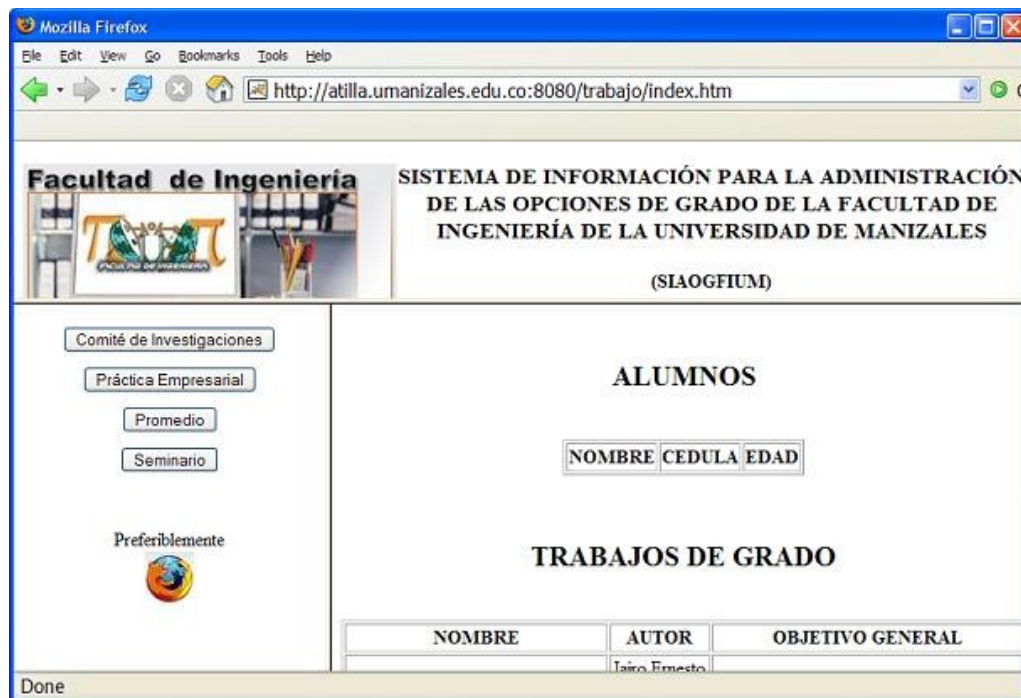 Mozilla Firefox
File Edit View Go Bookmarks Tools Help
http://atilla.umanizales.edu.co:8080/trabajo/index.htm
Facultad de Ingeniería
FACULTAD DE INGENIERIA
SISTEMA DE INFORMACIÓN PARA LA ADMINISTRACIÓN
DE LAS OPCIONES DE GRADO DE LA FACULTAD DE
INGENIERÍA DE LA UNIVERSIDAD DE MANIZALES
(SIAOGFIUM)
Comité de Investigaciones
Práctica Empresarial
Promedio
Seminario
Preferiblemente
ALUMNOS
NOMBRE CEDULA EDAD
TRABAJOS DE GRADO
NOMBRE AUTOR OBJETIVO GENERAL
Jairo Ernesto
Done